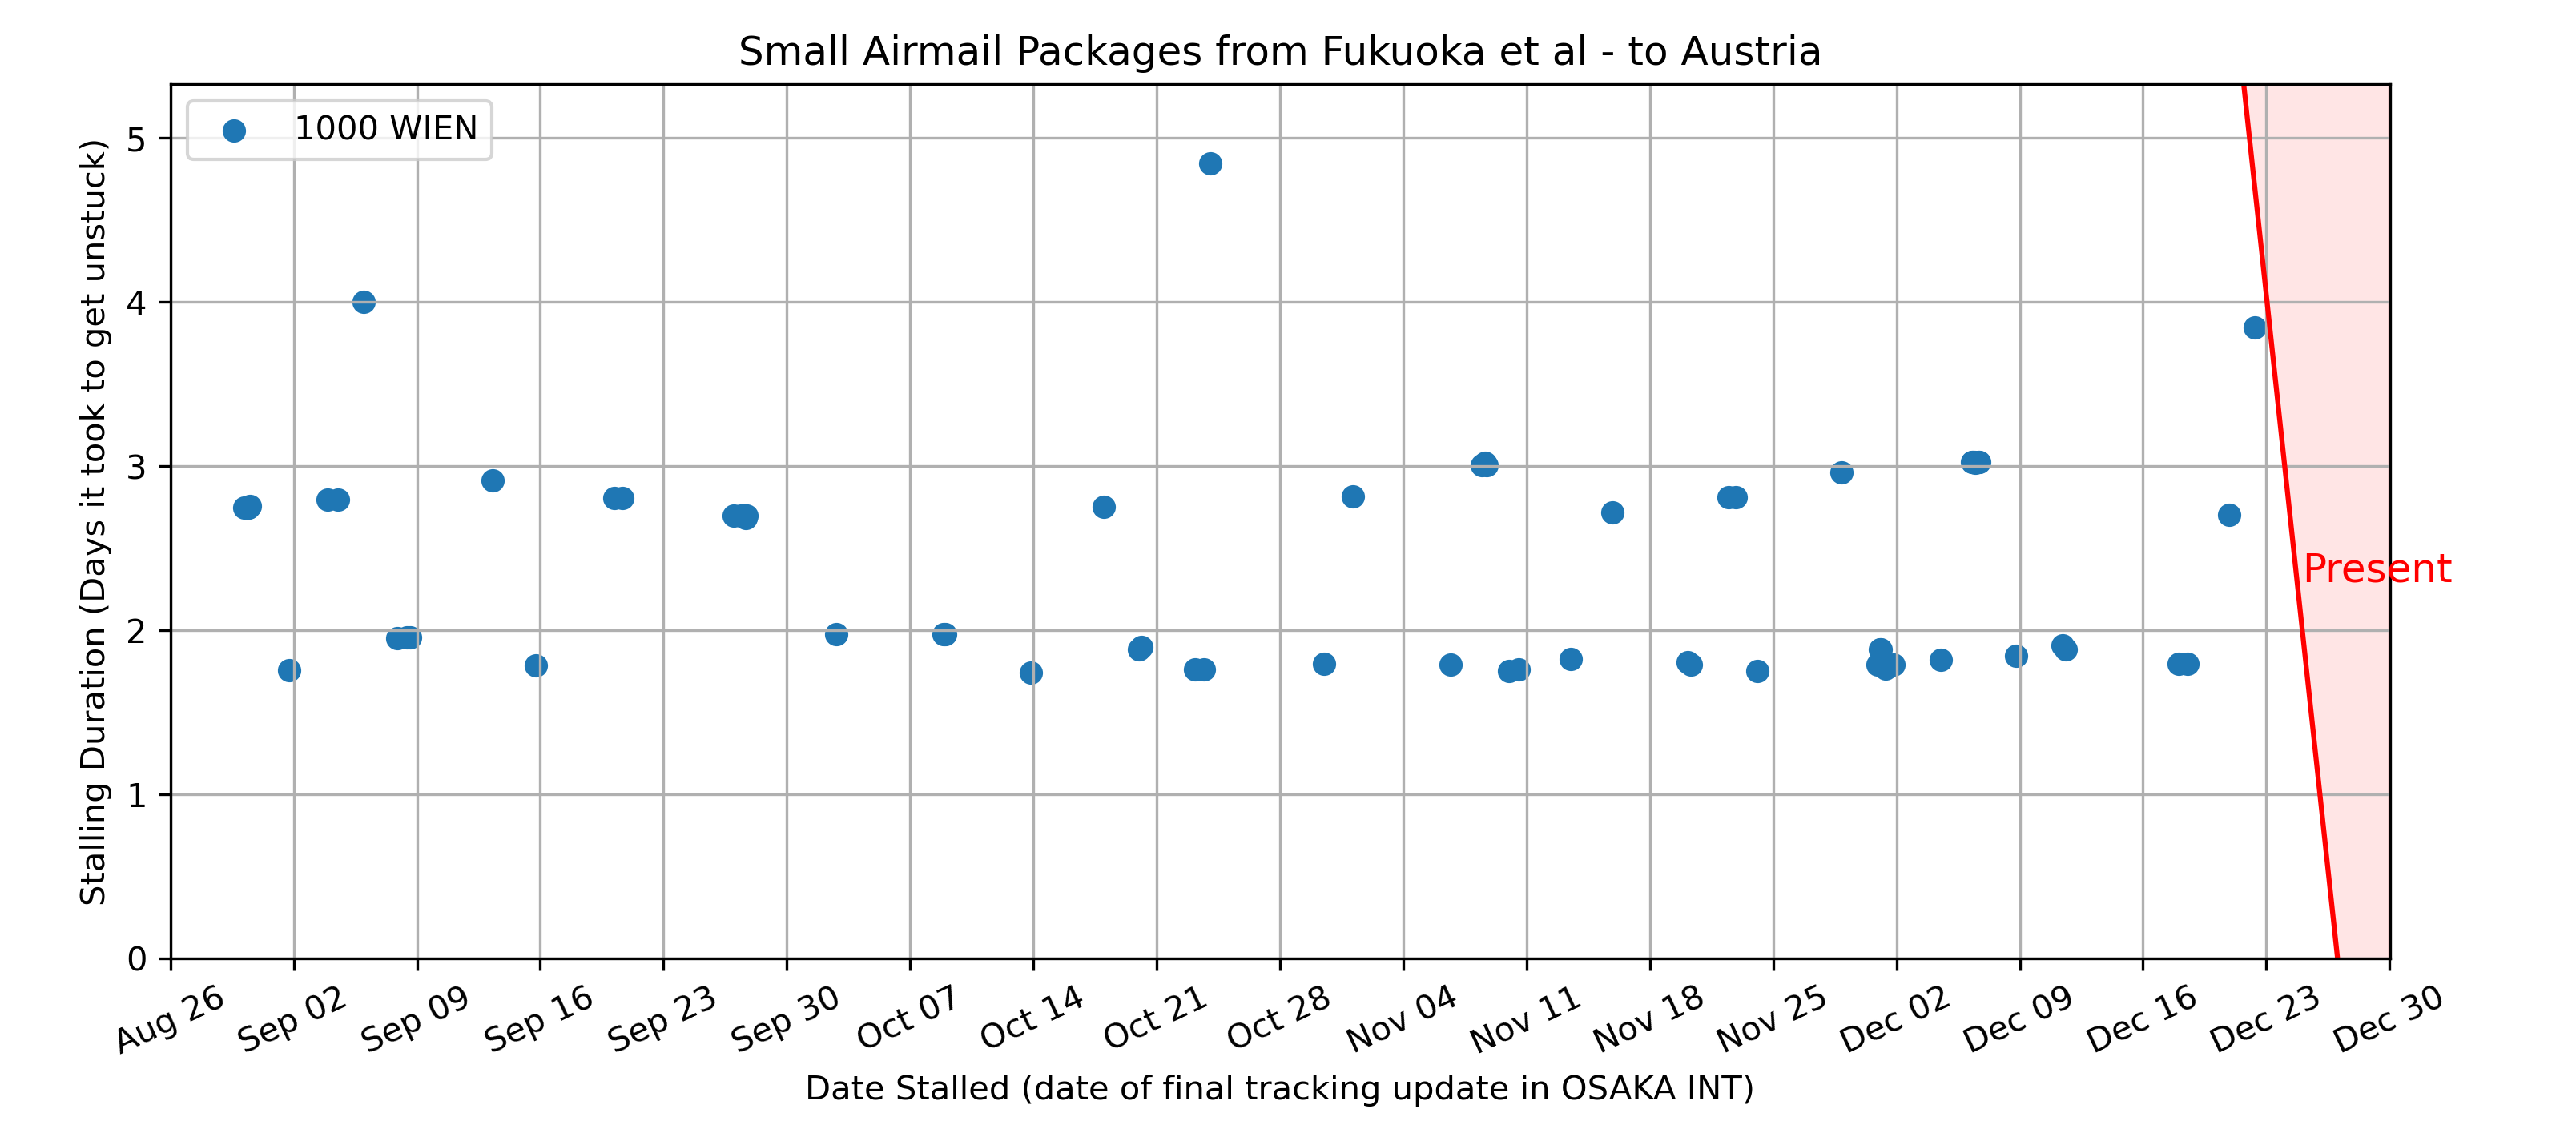 Small Airmail Packages from Fukuoka et al - to Austria
1000 WIEN
Stalling Duration (Days it took to get unstuck)
5
4
3
2
1
0
Present
Aug 26
Sep 02
Sep 09
Sep 16
Sep 23
Sep 30
Oct 07
Oct 14
Oct 21
Oct 28
Nov 04
Nov 11
Nov 18
Nov 25
Dec 02
Dec 09
Dec 16
Dec 23
Dec 30
Date Stalled (date of final tracking update in OSAKA INT)